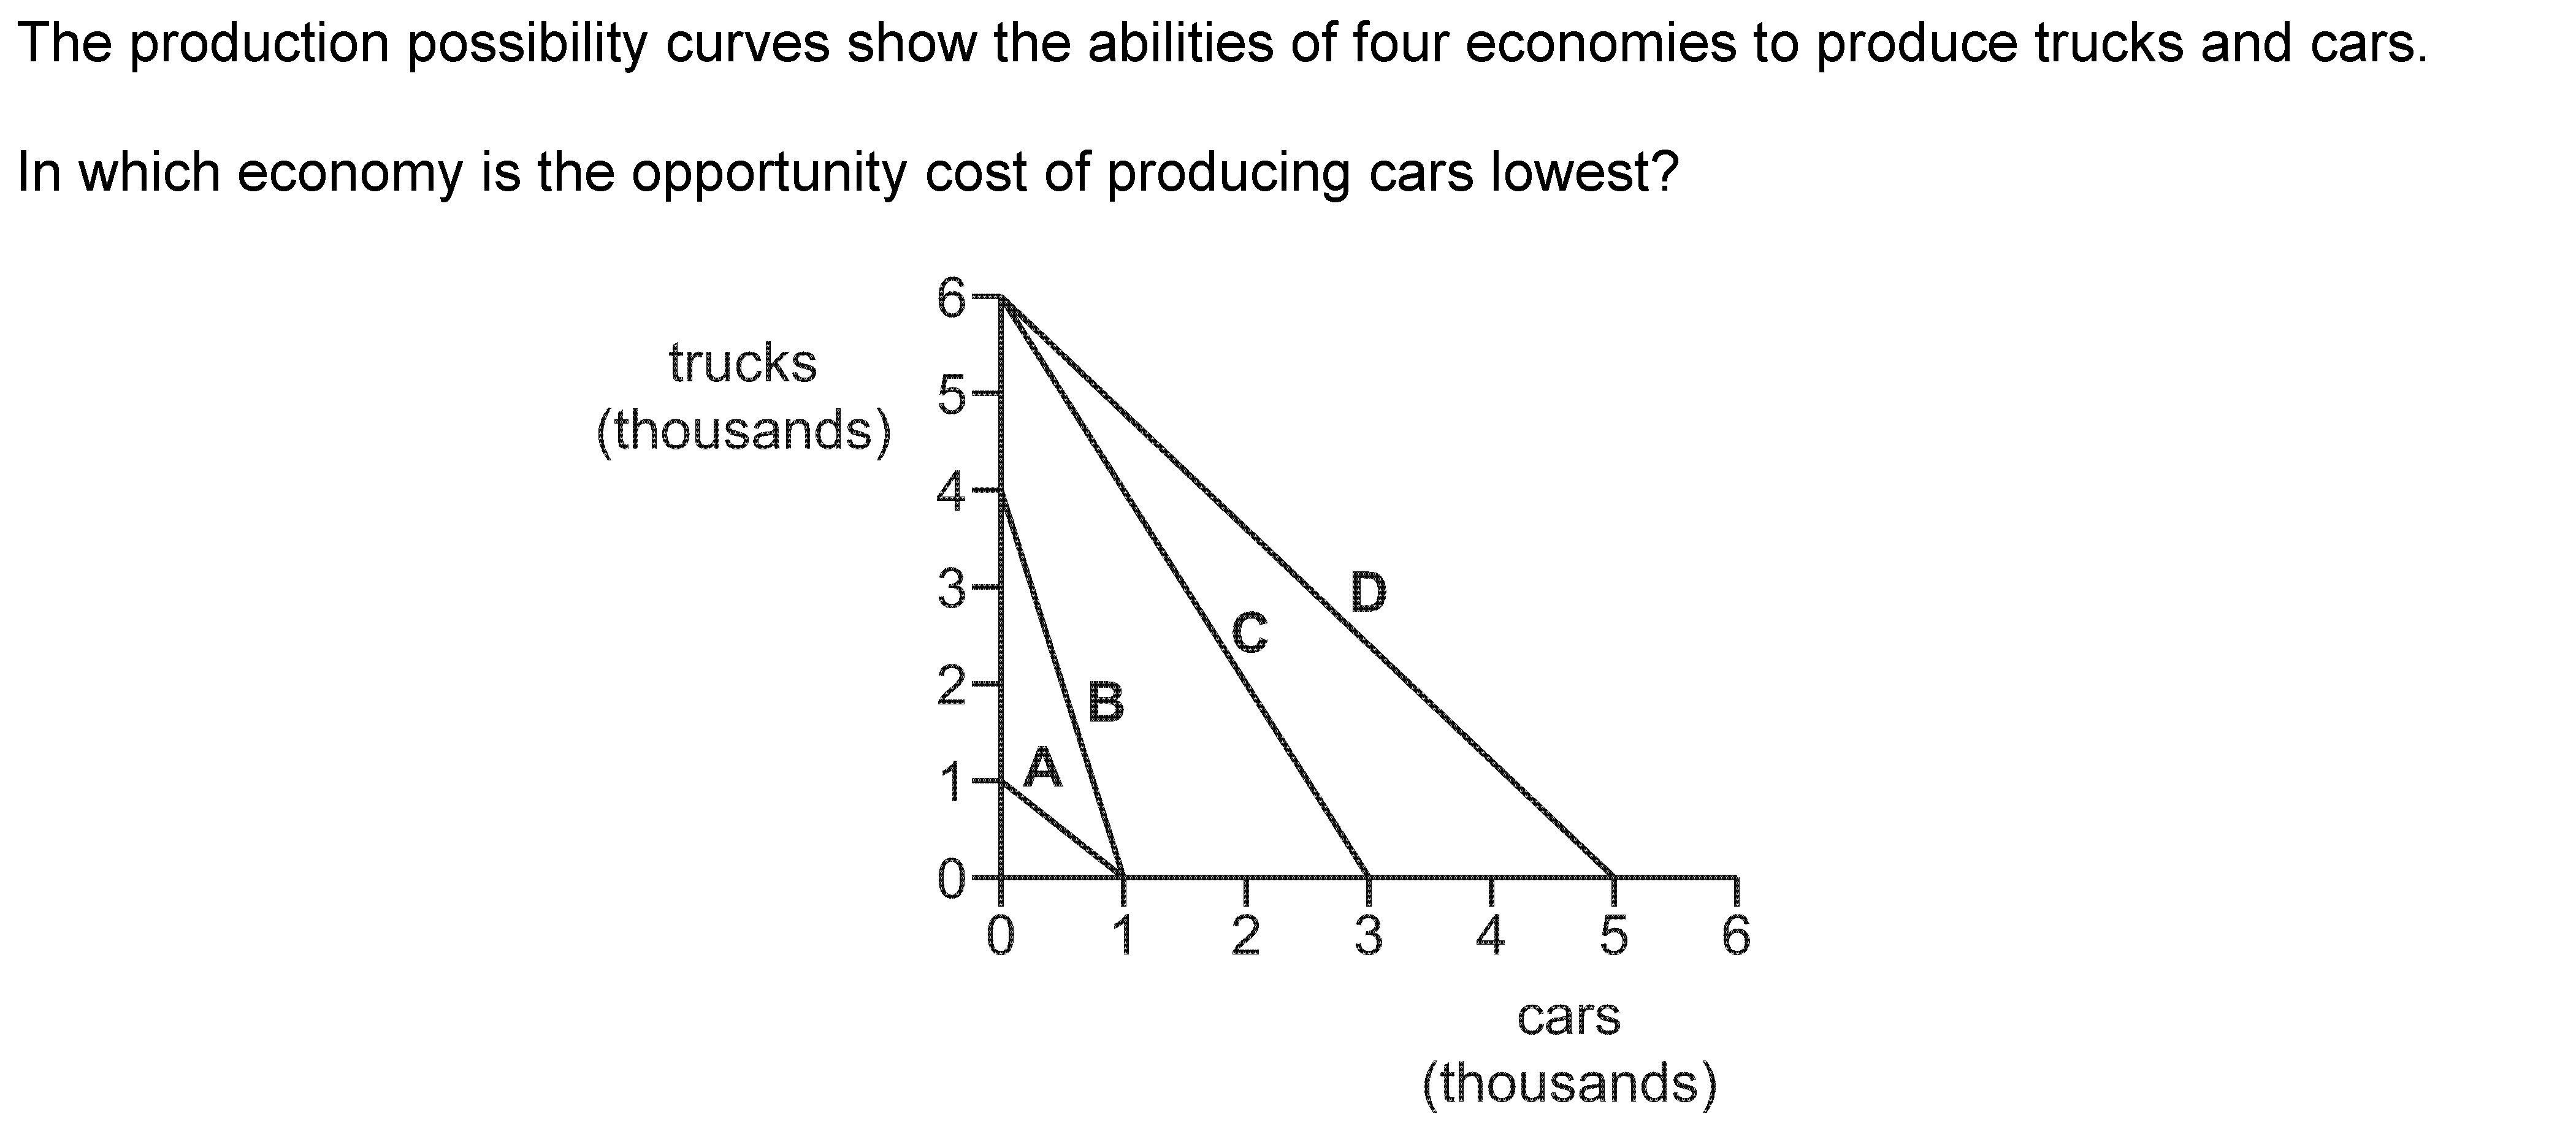 The production possibility curves show the abilities of four economies to produce trucks and cars.
In which economy is the opportunity cost of producing cars lowest?
6
trucks
(thousands)
5
4
3
D
C
2
B
A
1
0
0 1 2 3 4 5 6
cars
(thousands)